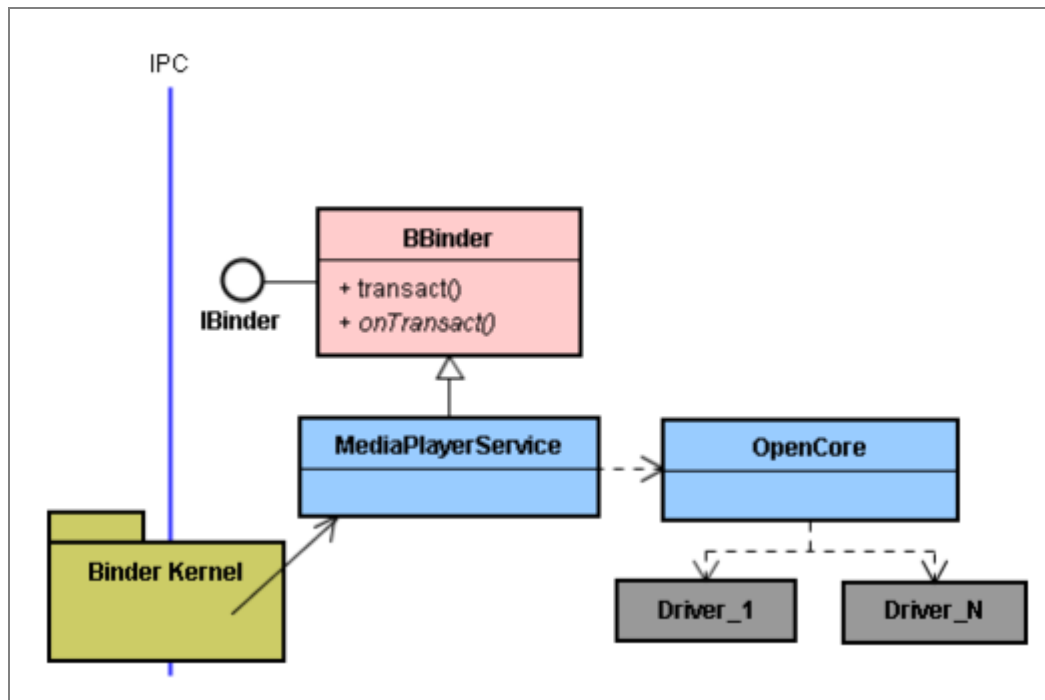 IPC
BBinder
+ transact()
+ onTransact()
IBinder
MediaPlayerService
OpenCore
Binder Kernel
Driver_1
Driver_N